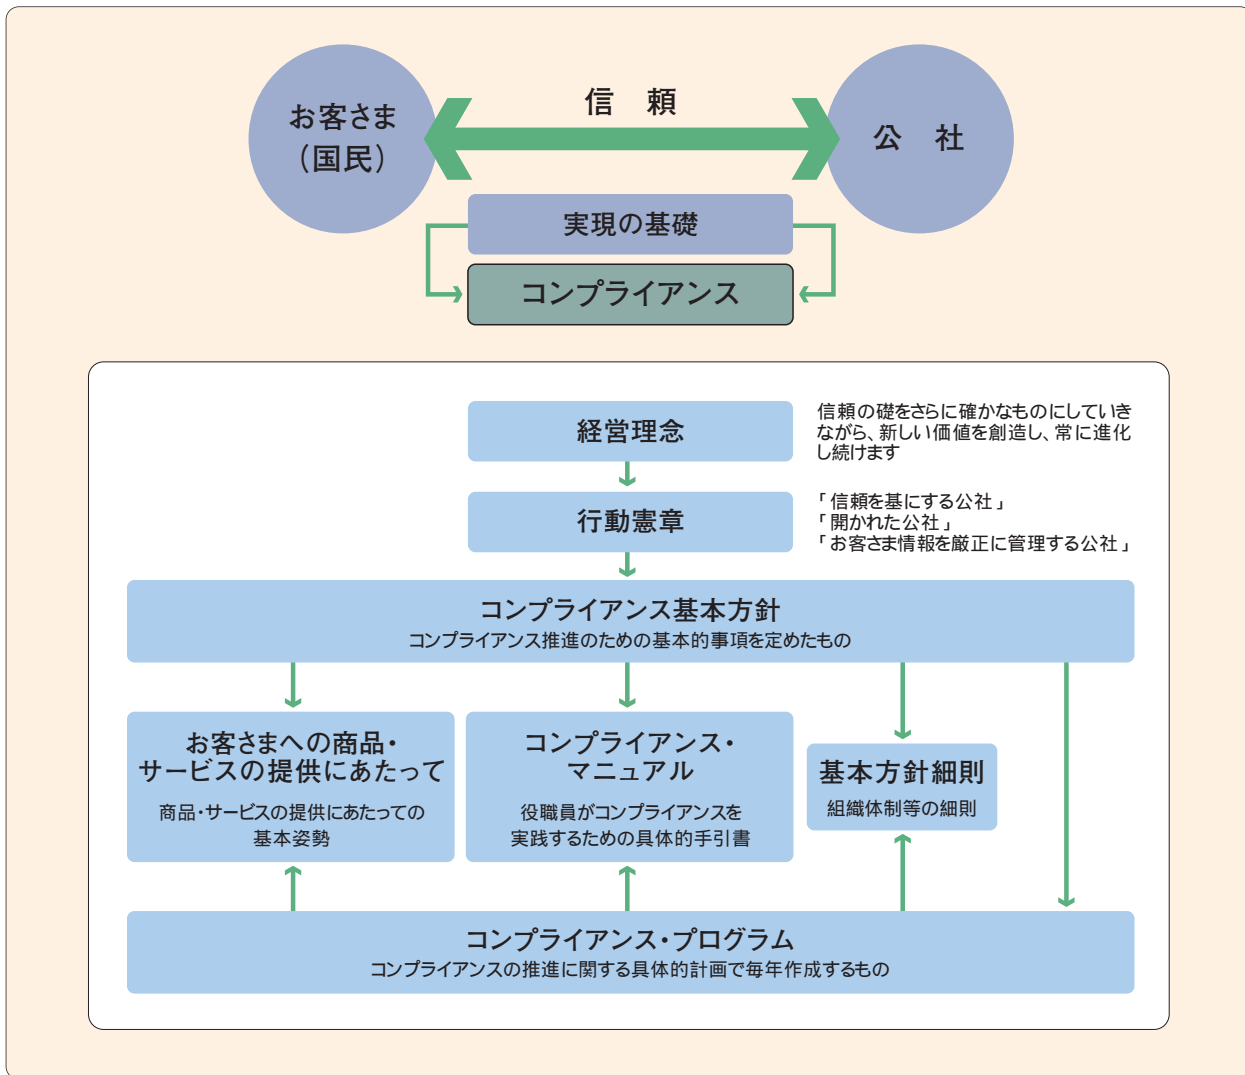 お客さま
(国民)
信 頼
公 社
実現の基礎
コンプライアンス
経営理念
信頼の礎をさらに確かなものにしていき
ながら、新しい価値を創造し、常に進化
し続けます
行動憲章
「信頼を基にする公社」
「開かれた公社」
「お客さま情報を厳正に管理する公社」
コンプライアンス基本方針
コンプライアンス推進のための基本的事項を定めたもの
お客さまへの商品・
サービスの提供にあたって
商品・サービスの提供にあたっての
基本姿勢
コンプライアンス・
マニュアル
役職員がコンプライアンスを
実践するための具体的手引書
基本方針細則
組織体制等の細則
コンプライアンス・プログラム
コンプライアンスの推進に関する具体的計画で毎年作成するもの